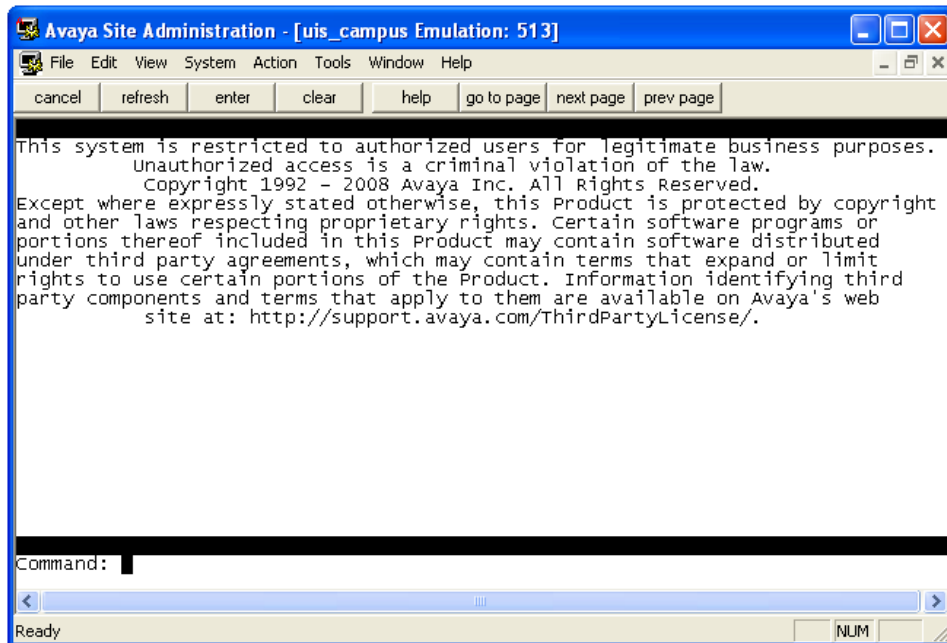 Avaya Site Administration - [uis_campus Emulation: 513]
File Edit View System Action Tools Window Help
cancel refresh enter clear help go to page next page prev page
This system is restricted to authorized users for legitimate business purposes.
Unauthorized access is a criminal violation of the law.
Copyright 1992 - 2008 Avaya Inc. All Rights Reserved.
Except where expressly stated otherwise, this Product is protected by copyright
and other laws respecting proprietary rights. Certain software programs or
portions thereof included in this Product may contain software distributed
under third party agreements, which may contain terms that expand or limit
rights to use certain portions of the Product. Information identifying third
party components and terms that apply to them are available on Avaya's web
site at: http://support.avaya.com/ThirdPartyLicense/.
Command:
Ready NUM